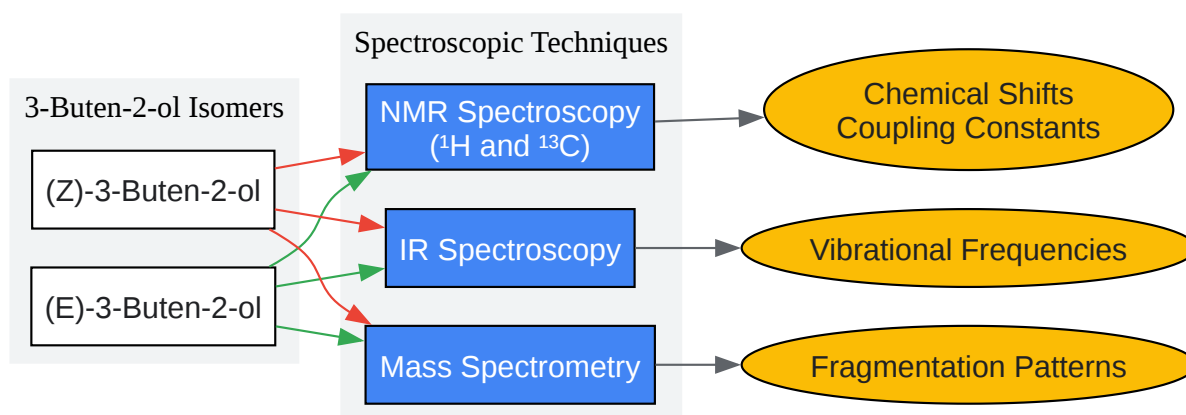 3-Buten-2-ol Isomers
(Z)-3-Buten-2-ol
(E)-3-Buten-2-ol
Spectroscopic Techniques
NMR Spectroscopy
(¹H and ¹³C)
IR Spectroscopy
Mass Spectrometry
Chemical Shifts
Coupling Constants
Vibrational Frequencies
Fragmentation Patterns